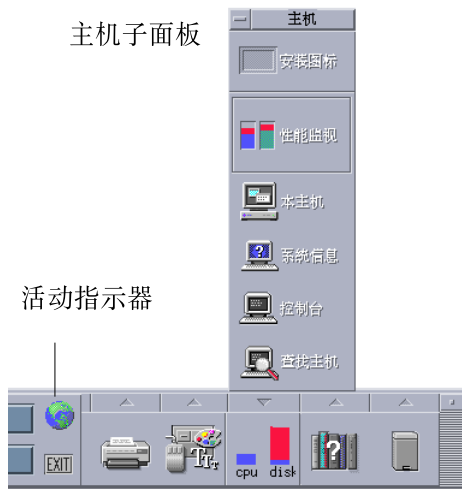 主机子面板
主机
安装图标
性能监视
本主机
系统信息
?
控制台
查找主机
活动指示器
EXIT
TTT
cpu disk
?